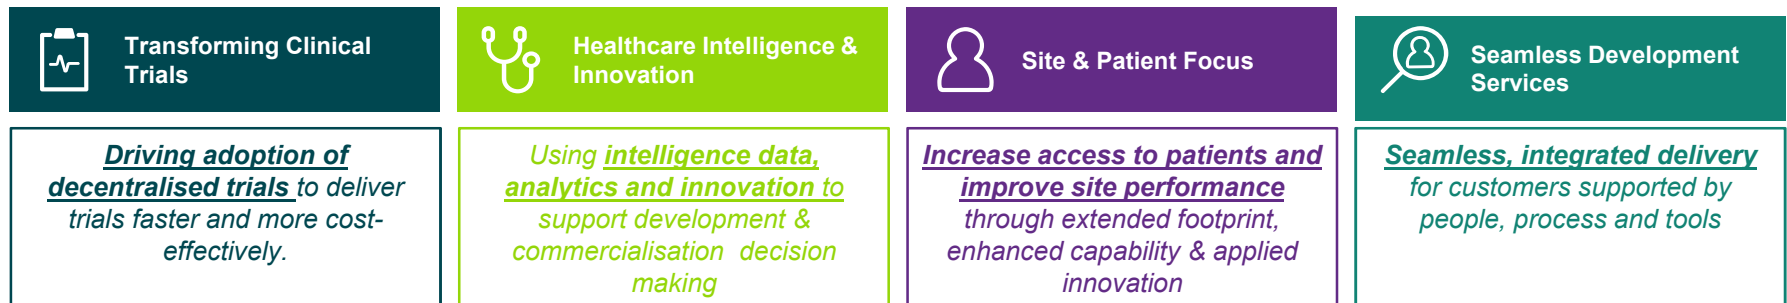 Transforming Clinical
Trials
Driving adoption of
decentralised trials to deliver
trials faster and more cost-
effectively.
Healthcare Intelligence &
Innovation
Using intelligence data,
analytics and innovation to
support development &
commercialisation decision
making
Site & Patient Focus
Increase access to patients and
improve site performance
through extended footprint,
enhanced capability & applied
innovation
Seamless Development
Services
Seamless, integrated delivery
for customers supported by
people, process and tools